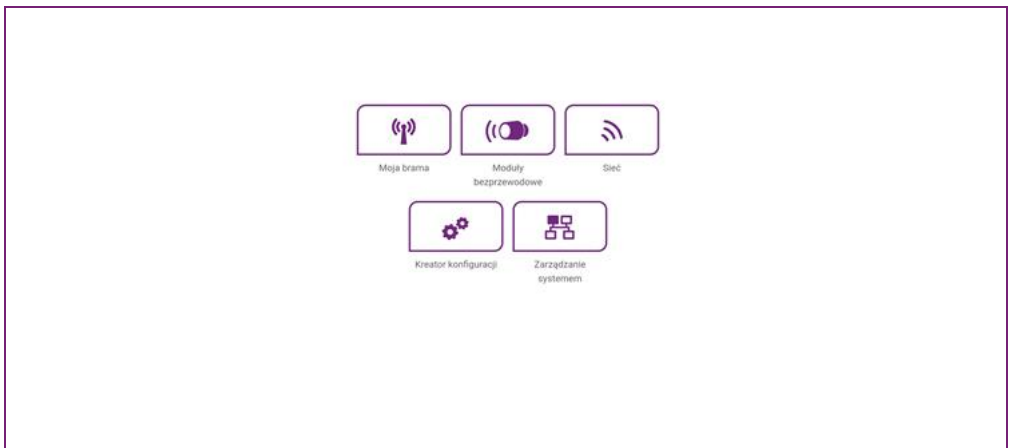 Moja brama
Moduły
bezprzewodowe
Sieć
Kreator konfiguracji
Zarządzanie
systemem